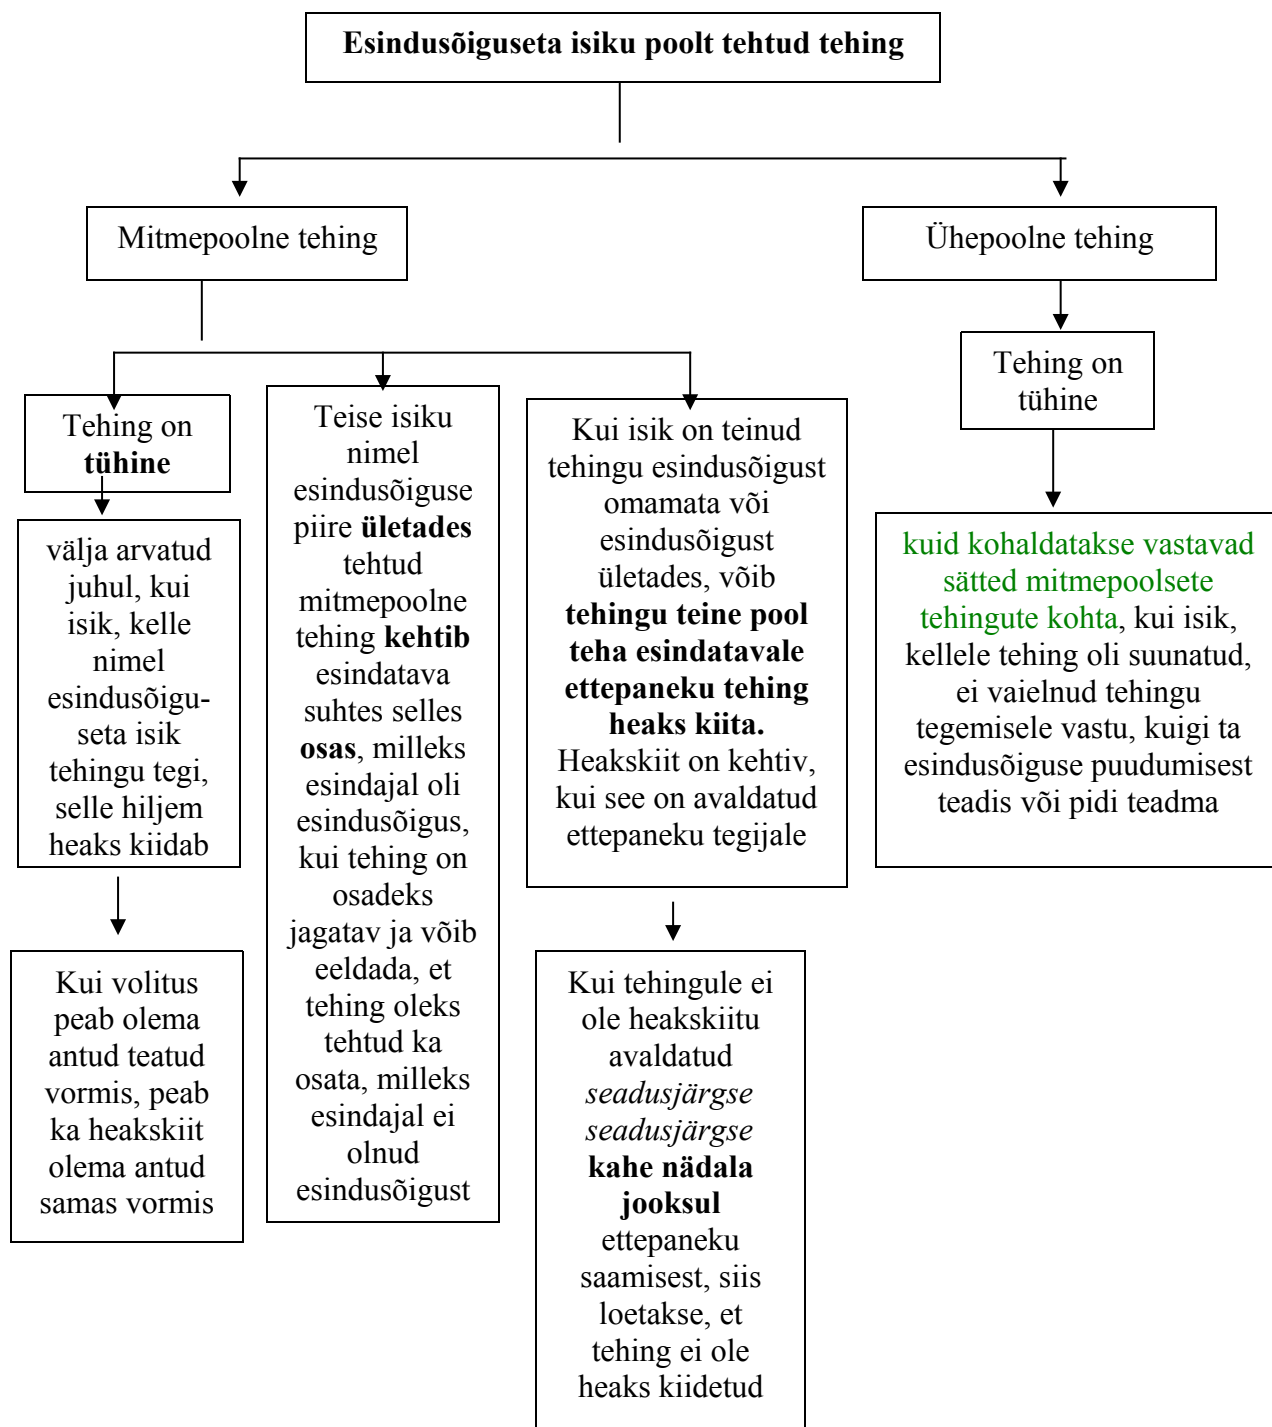 Esindusõiguseta isiku poolt tehtud tehing
Mitmepoolne tehing
Ühepoolne tehing
Tehing on
tühine
välja arvatud
juhul, kui
isik, kelle
nimel
esindusõigu-
seta isik
tehingu tegi,
selle hiljem
heaks kiidab
Kui volitus
peab olema
antud teatud
vormis, peab
ka heakskiit
olema antud
samas vormis
Teise isiku
nimel
esindusõiguse
piire ületades
tehtud
mitmepoolne
tehing kehtib
esindatava
suhtes selles
osas, milleks
esindajal oli
esindusõigus,
kui tehing on
osadeks
jagatav ja võib
eeldada, et
tehing oleks
tehtud ka
osata, milleks
esindajal ei
olnud
esindusõigust
Kui isik on teinud
tehingu esindusõigust
omamata või
esindusõigust
ületades, võib
tehingu teine pool
teha esindatavale
ettepaneku tehing
heaks kiita.
Heakskiit on kehtiv,
kui see on avaldatud
ettepaneku tegijale
Kui tehingule ei
ole heakskiitu
avaldatud
seadusjärgse
seadusjärgse
kahe nädala
jooksul
ettepaneku
saamisest, siis
loetakse, et
tehing ei ole
heaks kiidetud
Tehing on
tühine
kuid kohaldatakse vastavad
sätted mitmepoolsete
tehingute kohta, kui isik,
kellele tehing oli suunatud,
ei vaielnud tehingu
tegemisele vastu, kuigi ta
esindusõiguse puudumisest
teadis või pidi teadma